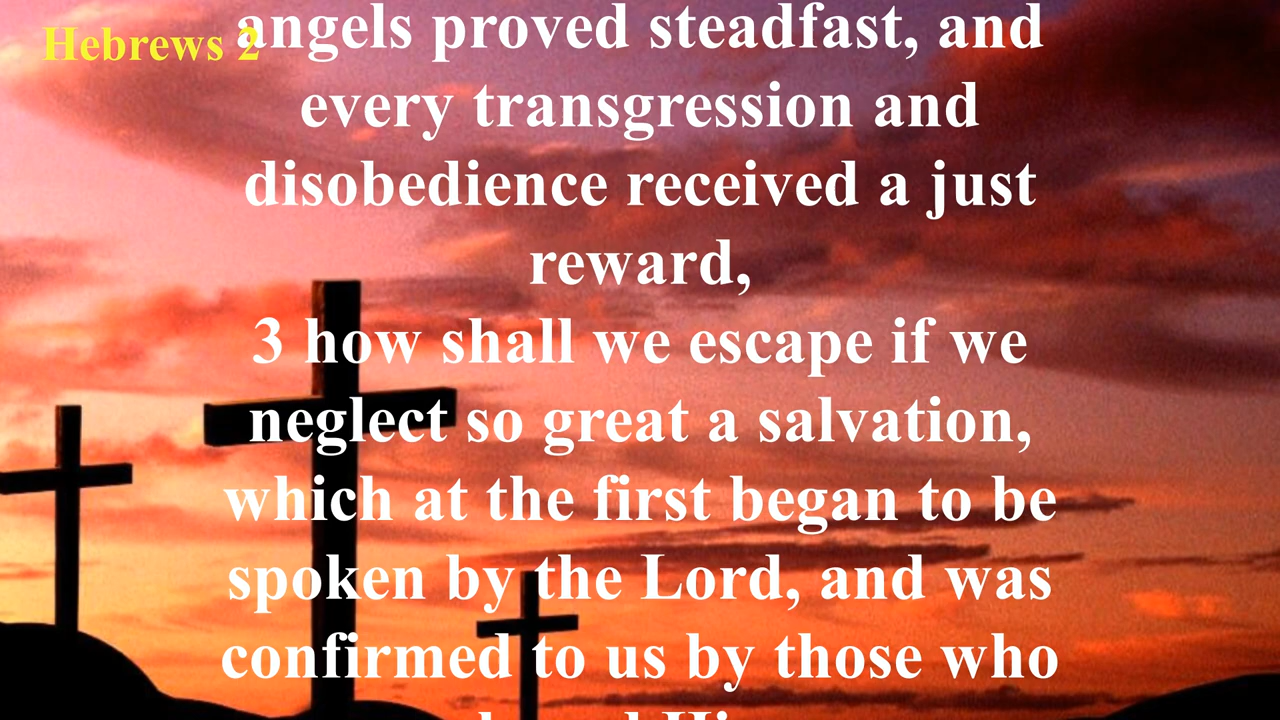 Hebrews 2
angels proved steadfast, and
every transgression and
disobedience received a just
reward,
3 how shall we escape if we
neglect so great a salvation,
which at the first began to be
spoken by the Lord, and was
confirmed to us by those who